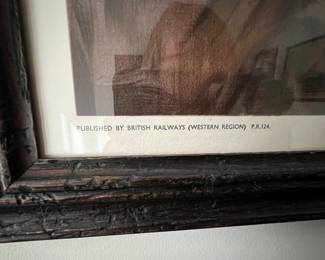 PUBLISHED BY BRITISH RAILWAYS (WESTERN REGION) P.R.124.